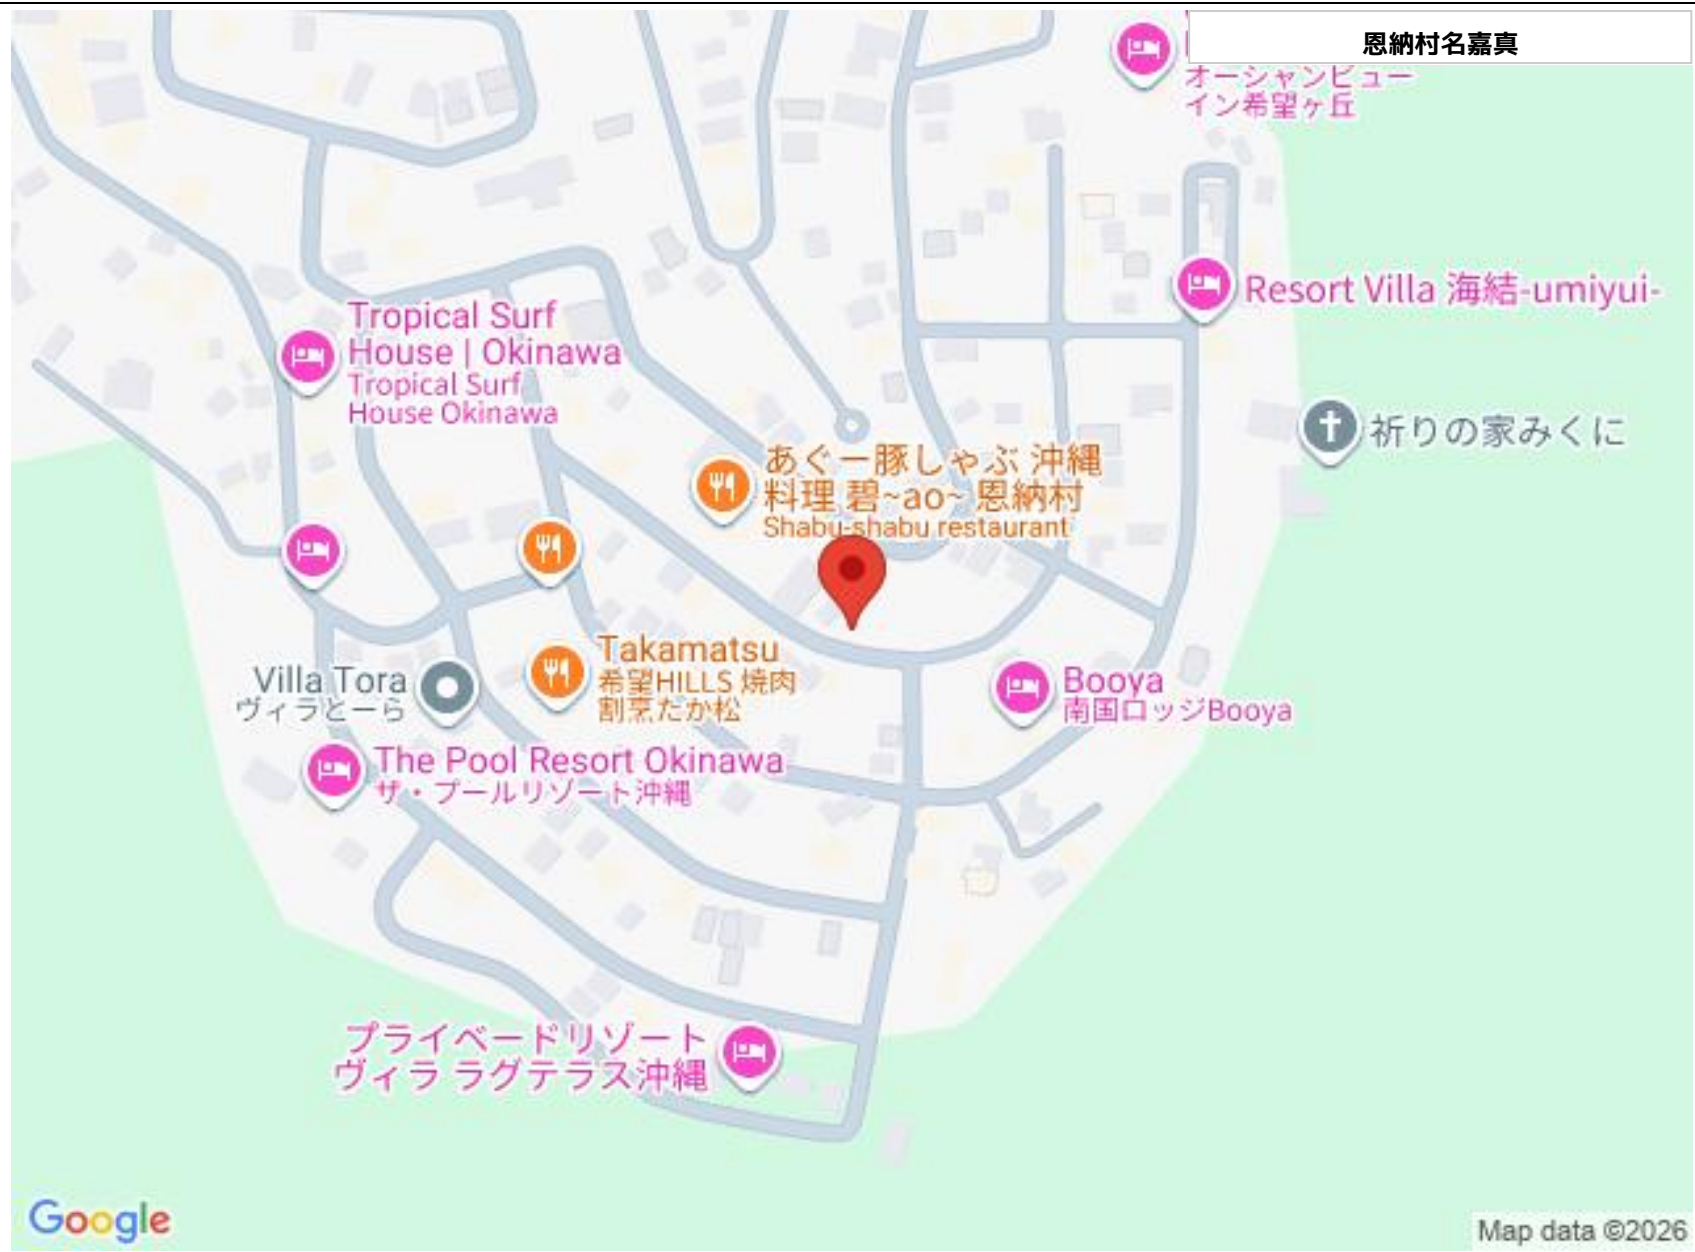 恩納村名嘉真
オーシャンビュー
イン希望ヶ丘
Resort Villa 海結-umiyui-
Tropical Surf
House | Okinawa
Tropical Surf
House Okinawa
祈りの家みくに
あぐー豚しゃぶ 沖縄
料理 碧~ao~ 恩納村
Shabu-shabu restaurant
Takamatsu
希望HILLS 焼肉
割烹たか松
Villa Tora
ヴィラとーら
Booya
南国ロッジBooya
The Pool Resort Okinawa
ザ・プールリゾート沖縄
プライベードリゾート
ヴィラ ラグテラス沖縄
Google
Map data ©2026